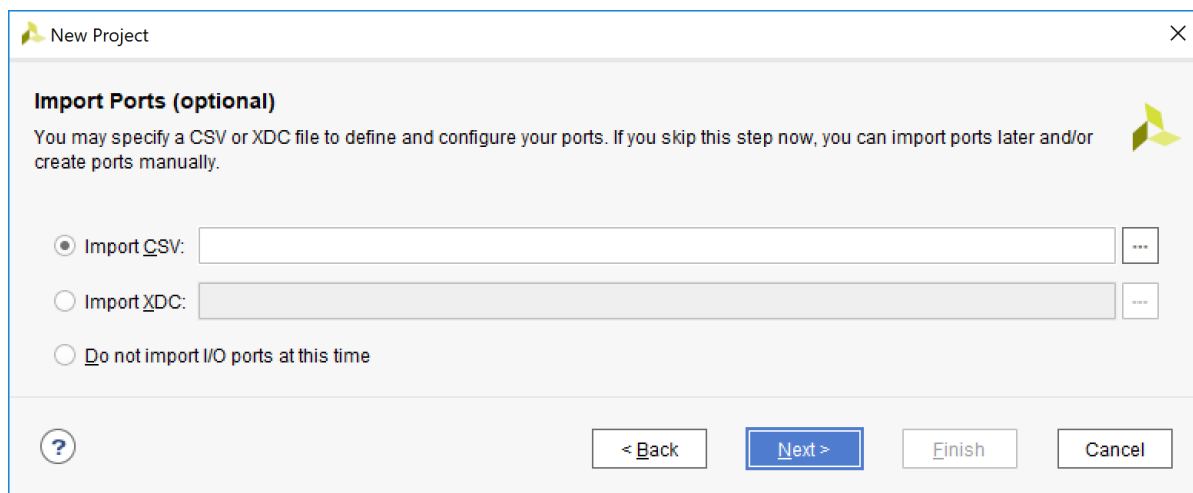 New Project
Import Ports (optional)
You may specify a CSV or XDC file to define and configure your ports. If you skip this step now, you can import ports later and/or
create ports manually.
Import CSV:
...
Import XDC:
...
Do not import I/O ports at this time
?
< Back
Next >
Finish
Cancel